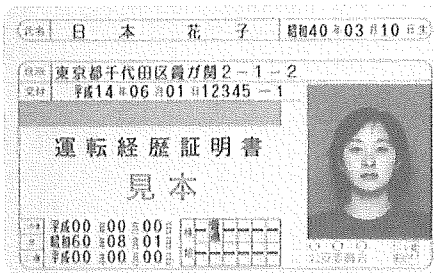 氏名 日本花子 昭和40年03月10日生
住所 東京都千代田区霞が関2-1-2
交付 平成14年06月01日12345-1
運転経歴証明書
見本
平成00年00月00日
昭和60年08月01日
平成00年00月00日